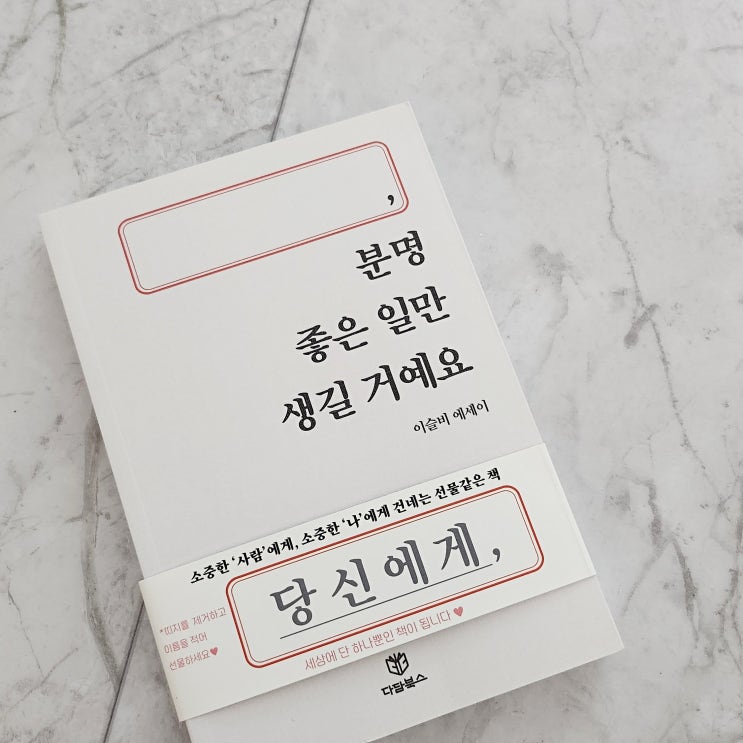 ,
분명
좋은 일만
생길 거예요
이슬비 에세이
소중한 ‘사람’에게, 소중한 ‘나’에게 건네는 선물같은 책
당신에게,
*띠지를 제거하고
이름을 적어
선물하세요♥
세상에 단 하나뿐인 책이 됩니다 ♥
다담북스